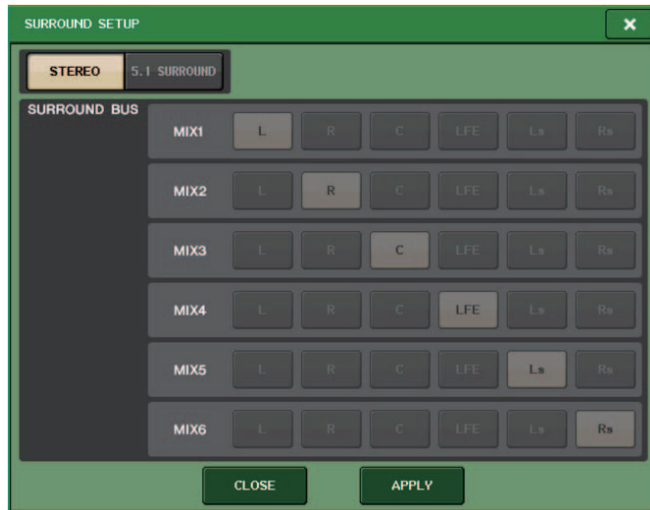 SURROUND SETUP
STEREO 5.1 SURROUND
SURROUND BUS
MIX1 L R C LFE Ls Rs
MIX2 L R C LFE Ls Rs
MIX3 L R C LFE Ls Rs
MIX4 L R C LFE Ls Rs
MIX5 L R C LFE Ls Rs
MIX6 L R C LFE Ls Rs
CLOSE APPLY